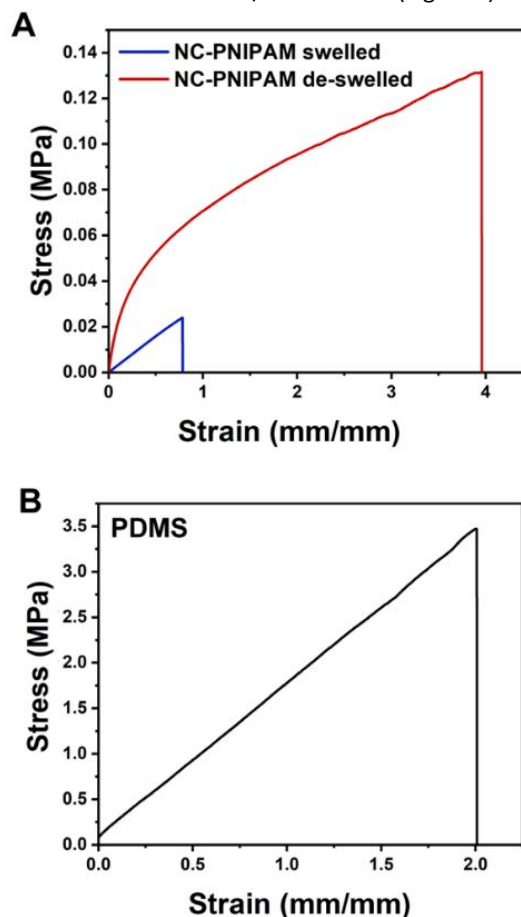 A
NC-PNIPAM swelled
NC-PNIPAM de-swelled
Stress (MPa)
0.14
0.12
0.10
0.08
0.06
0.04
0.02
0.00
0 1 2 3 4
Strain (mm/mm)
B
PDMS
Stress (MPa)
3.5
3.0
2.5
2.0
1.5
1.0
0.5
0.0
0.0 0.5 1.0 1.5 2.0
Strain (mm/mm)